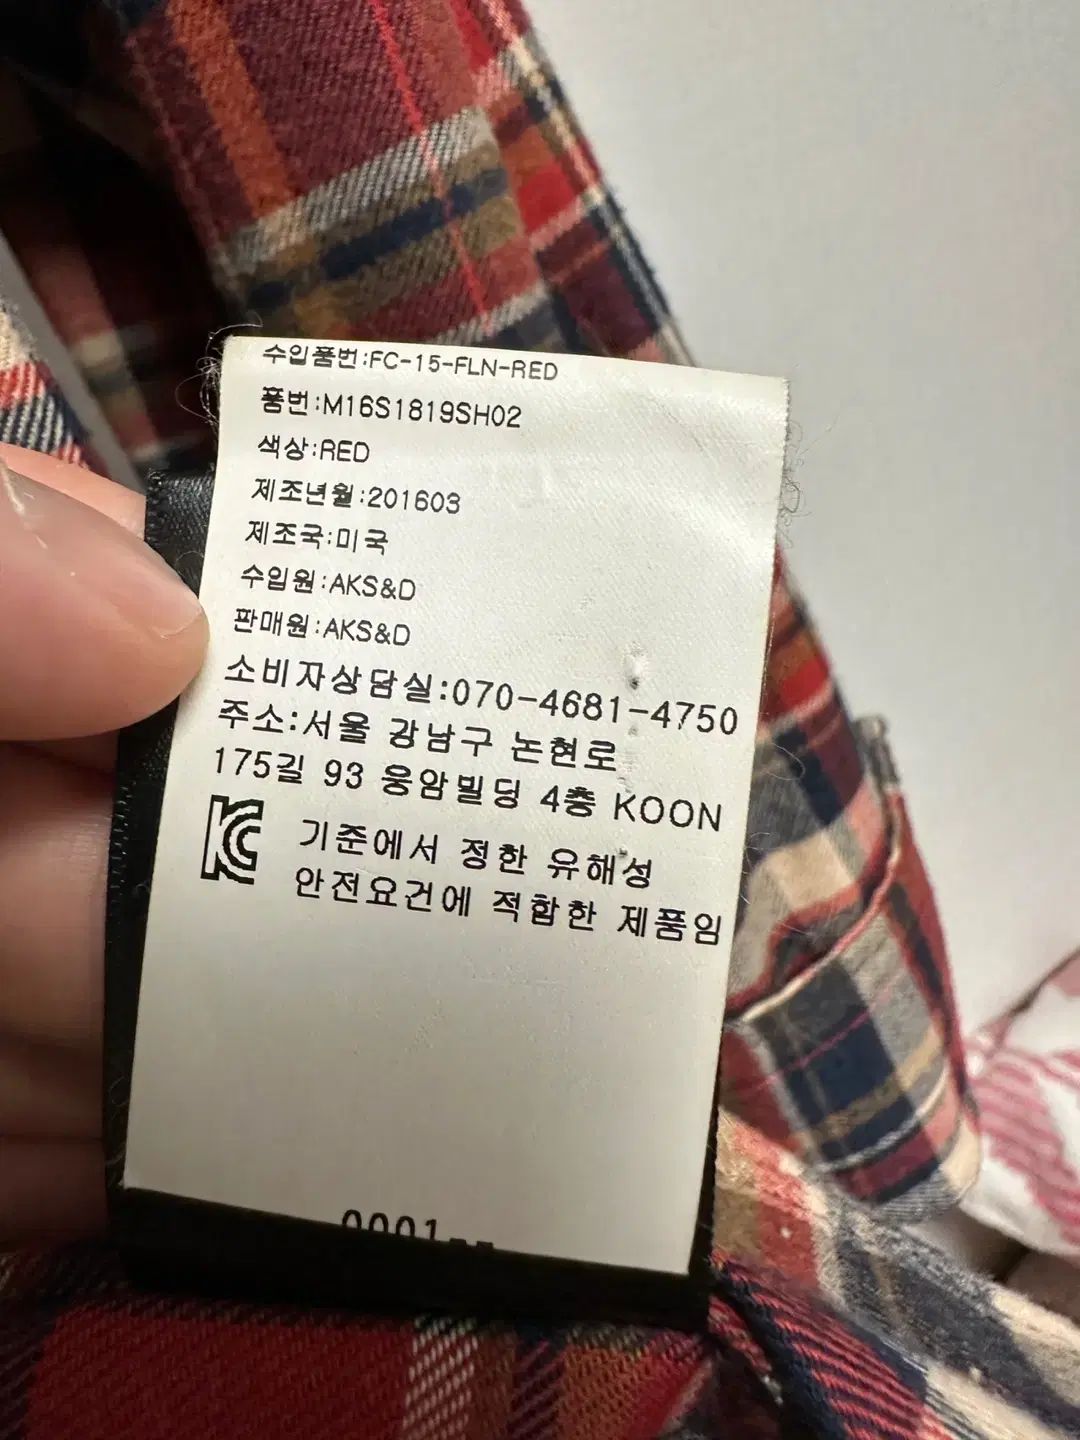 수입품번:FC-15-FLN-RED
품번:M16S1819SH02
색상:RED
제조년월:201603
제조국:미국
수입원:AKS&D
판매원:AKS&D
소비자상담실:070-4681-4750
주소:서울 강남구 논현로
175길 93 웅암빌딩 4층 KOON
KC 기준에서 정한 유해성
안전요건에 적합한 제품임